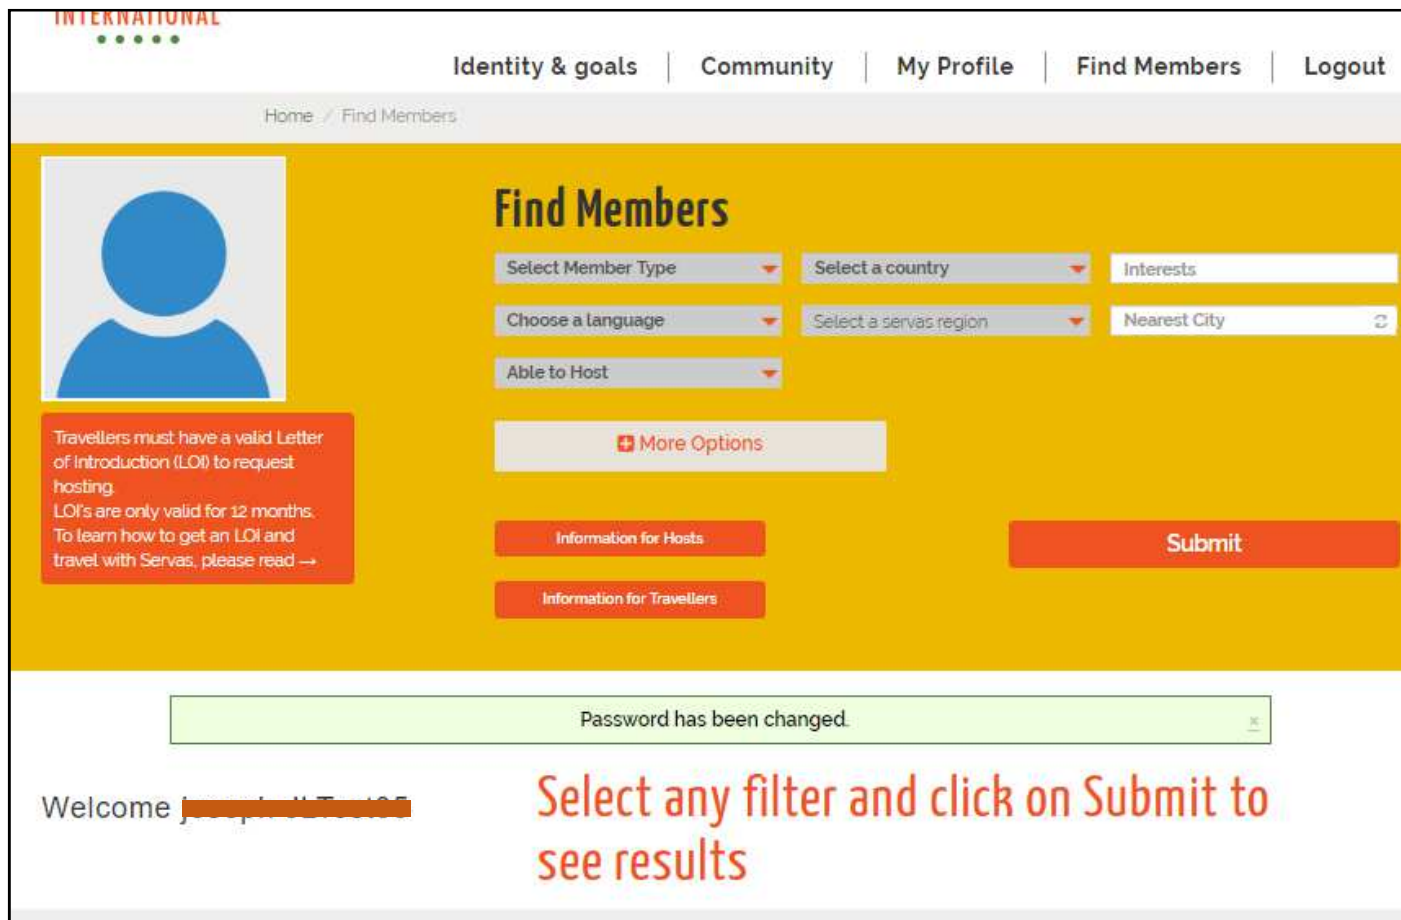 INTERNATIONAL
Identity & goals
Community
My Profile
Find Members
Logout
Home / Find Members
Find Members
Select Member Type
Select a country
Interests
Choose a language
Select a servas region
Nearest City
Able to Host
More Options
Travellers must have a valid Letter
of Introduction (LOI) to request
hosting.
LOI's are only valid for 12 months.
To learn how to get an LOI and
travel with Servas, please read →
Information for Hosts
Submit
Information for Travellers
Password has been changed.
x
Welcome
Select any filter and click on Submit to
see results